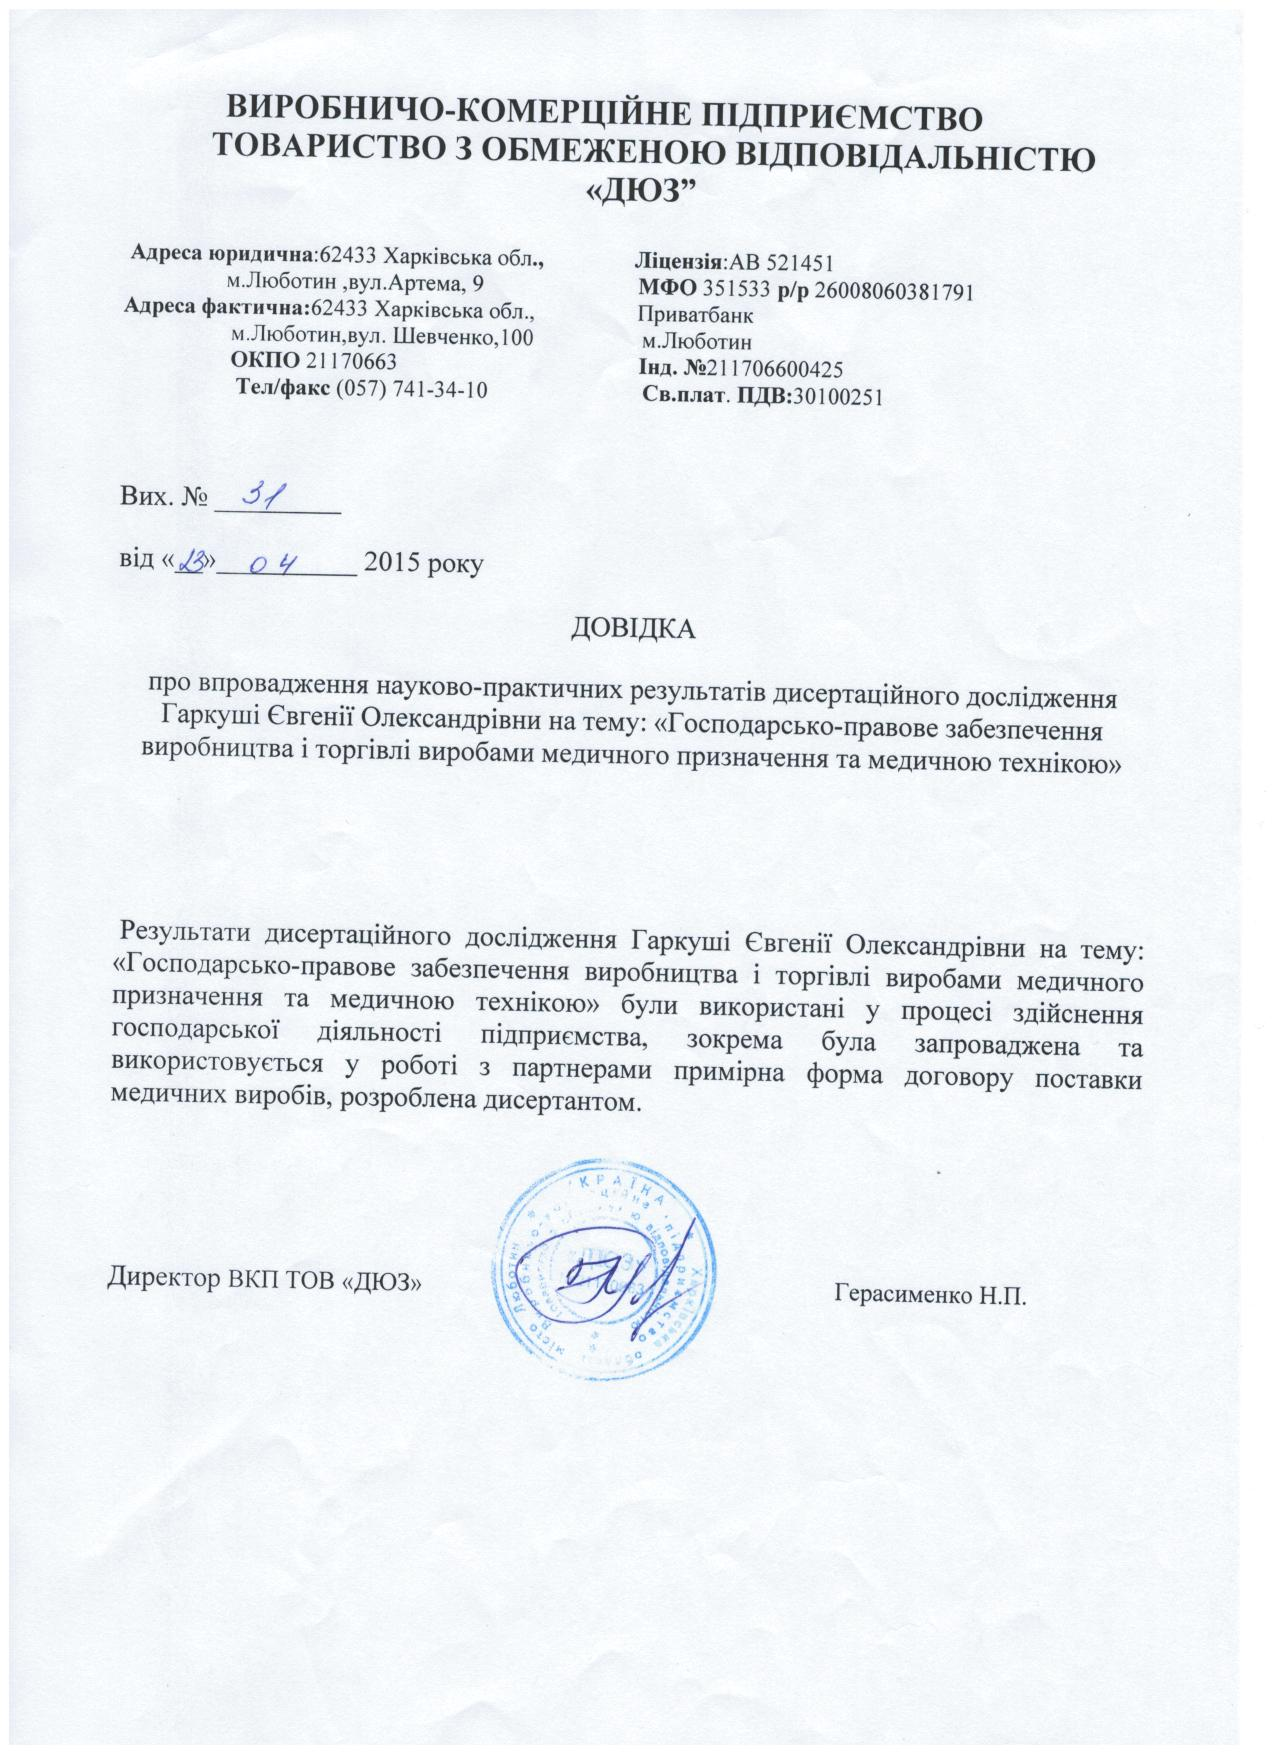 ВИРОБНИЧО-КОМЕРЦІЙНЕ ПІДПРИЄМСТВО
ТОВАРИСТВО З ОБМЕЖЕНОЮ ВІДПОВІДАЛЬНІСТЮ
«ДЮЗ”
Адреса юридична:62433 Харківська обл.,
м.Люботин ,вул.Артема, 9
Адреса фактична:62433 Харківська обл.,
м.Люботин,вул. Шевченко,100
ОКПО 21170663
Тел/факс (057) 741-34-10
Ліцензія:АВ 521451
МФО 351533 р/р 26008060381791
Приватбанк
м.Люботин
Інд. №211706600425
Св.плат. ПДВ:30100251
Вих. № 31
від «23» 04 2015 року
ДОВІДКА
про впровадження науково-практичних результатів дисертаційного дослідження
Гаркуші Євгенії Олександрівни на тему: «Господарсько-правове забезпечення
виробництва і торгівлі виробами медичного призначення та медичною технікою»
Результати дисертаційного дослідження Гаркуші Євгенії Олександрівни на тему:
«Господарсько-правове забезпечення виробництва і торгівлі виробами медичного
призначення та медичною технікою» були використані у процесі здійснення
господарської діяльності підприємства, зокрема була запроваджена та
використовується у роботі з партнерами примірна форма договору поставки
медичних виробів, розроблена дисертантом.
Директор ВКП ТОВ «ДЮЗ»
Герасименко Н.П.
місто Люботин * УКРАЇНА * Харківська область